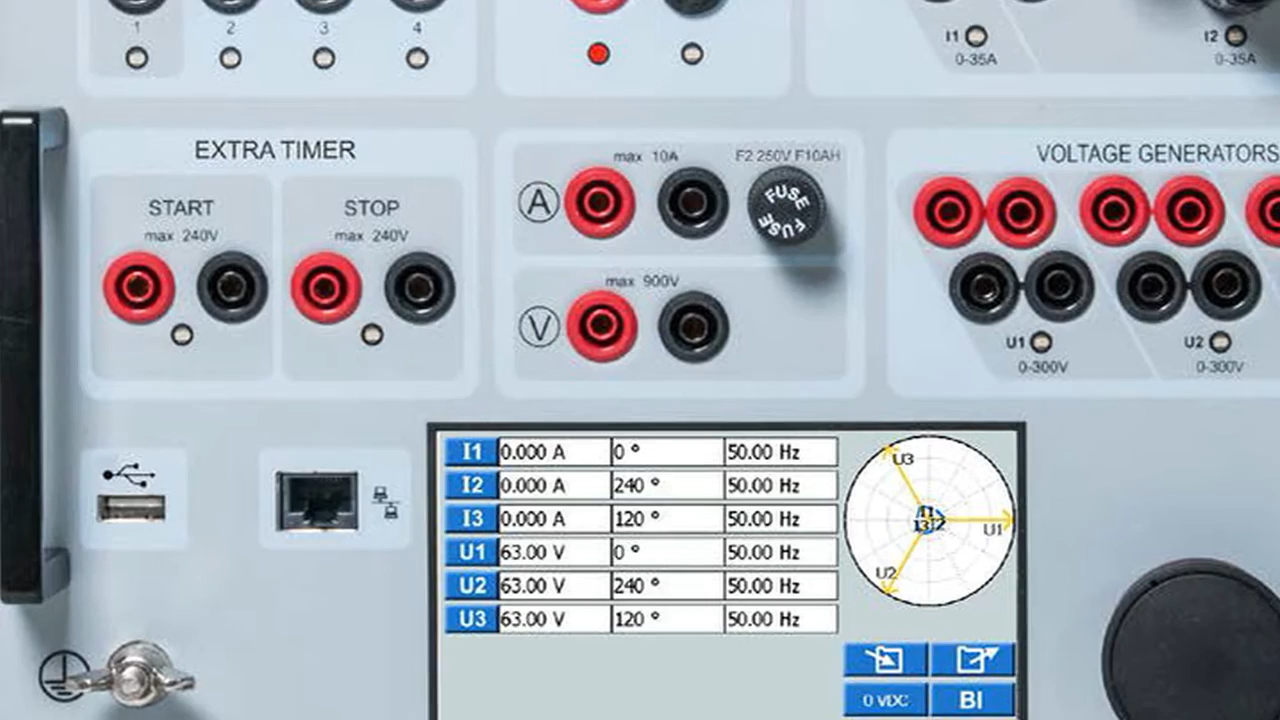 1 2 3 4
I1
0-35A
I2
0-35A
EXTRA TIMER
START
max 240V
STOP
max 240V
max 10A
F2 250V F10AH
A
FUSE
FUSE
FUSE
max 900V
V
VOLTAGE GENERATORS
U1
0-300V
U2
0-300V
I1 0.000 A 0 ° 50.00 Hz
I2 0.000 A 240 ° 50.00 Hz
I3 0.000 A 120 ° 50.00 Hz
U1 63.00 V 0 ° 50.00 Hz
U2 63.00 V 240 ° 50.00 Hz
U3 63.00 V 120 ° 50.00 Hz
U3
I1
I3 I2
U1
U2
0 VDC
BI